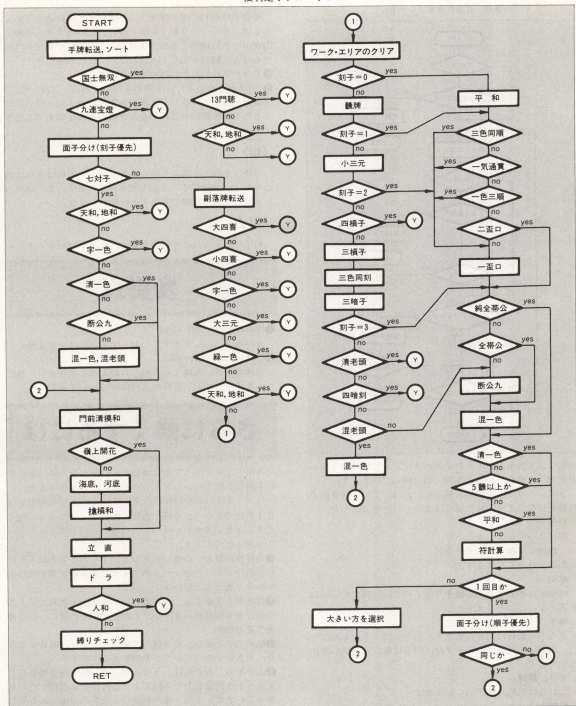 START
手牌転送,ソート
国士無双
yes
no
13門聴
yes
Y
no
九連宝燈
yes
Y
no
天和,地和
yes
Y
no
Y
面子分け(刻子優先)
七対子
no
yes
天和,地和
yes
Y
no
字一色
yes
Y
no
清一色
yes
no
断公九
yes
no
混一色,混老頭
2
門前清摸和
嶺上開花
yes
no
海底,河底
搶槓和
立直
ドラ
人和
yes
Y
no
縛りチェック
RET
副落牌転送
大四喜
yes
Y
no
小四喜
yes
Y
no
字一色
yes
Y
no
大三元
yes
Y
no
緑一色
yes
Y
no
天和,地和
yes
Y
no
1
1
ワーク・エリアのクリア
刻子=0
yes
no
飜牌
刻子=1
yes
no
小三元
刻子=2
yes
no
四槓子
yes
Y
no
三槓子
三色同刻
三暗子
刻子=3
yes
no
清老頭
yes
Y
no
四暗刻
yes
Y
no
混老頭
no
yes
混一色
2
平和
三色同順
yes
no
一気通貫
yes
no
一色三順
yes
no
二盃口
yes
no
一盃口
純全帯公
yes
no
全帯公
yes
no
断公九
混一色
清一色
yes
no
5飜以上か
yes
no
平和
yes
no
符計算
1回目か
no
yes
大きい方を選択
2
面子分け(順子優先)
同じか
no
1
yes
2